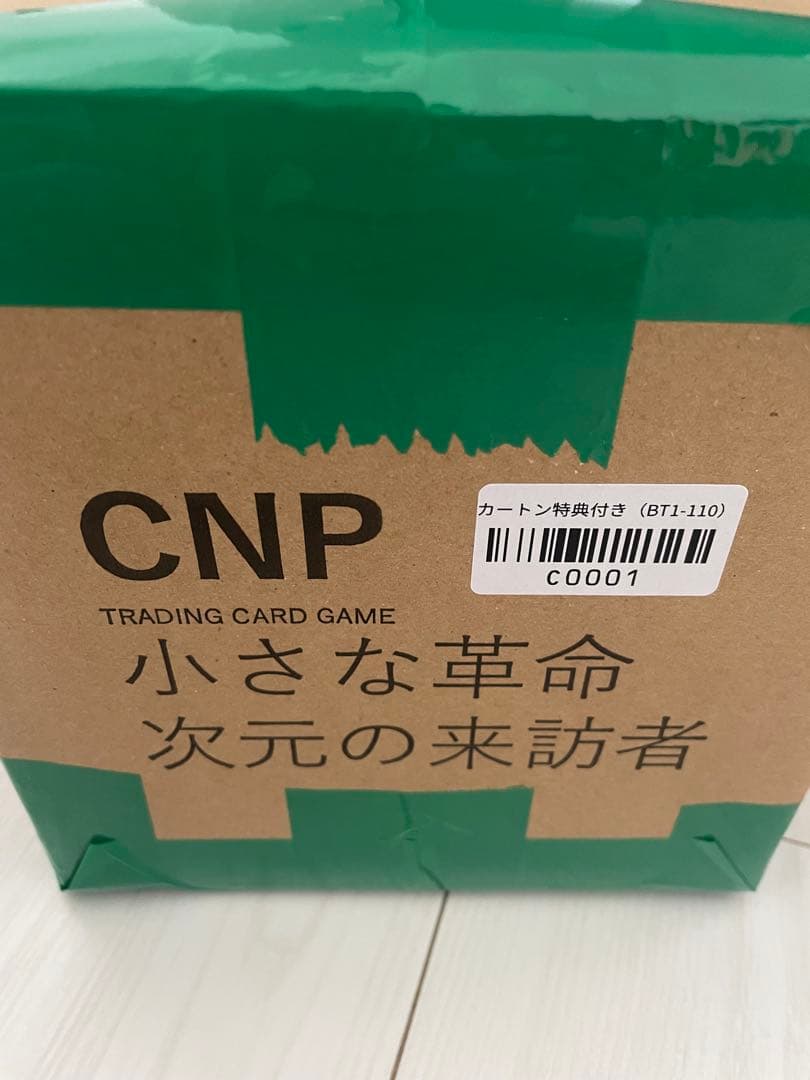 CNP
TRADING CARD GAME
カートン特典付き（BT1-110）
C0001
小さな革命
次元の来訪者